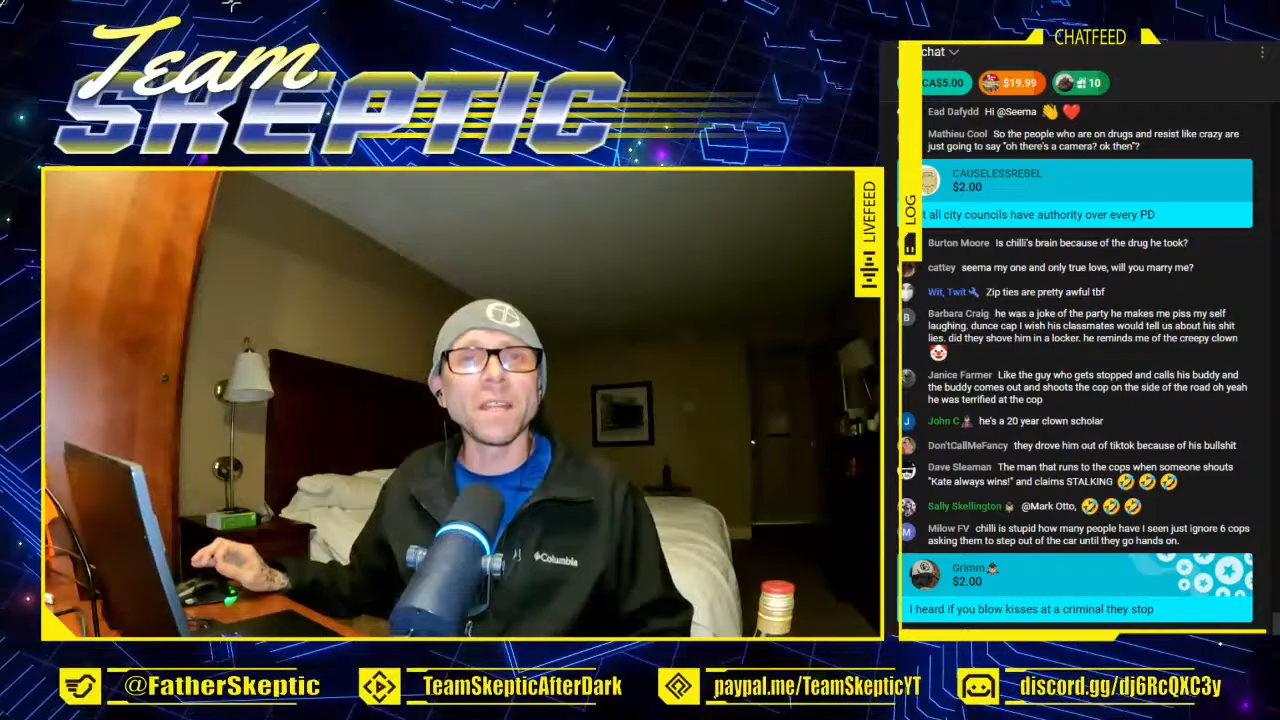 Team
SKEPTIC
CHATFEED
chat
CA$5.00
$19.99
10
Ead Dafydd Hi @Seema 👋 ❤️
Mathieu Cool So the people who are on drugs and resist like crazy are
just going to say "oh there's a camera? ok then"?
CAUSELESSREBEL
$2.00
t all city councils have authority over every PD
Burton Moore Is chilli's brain because of the drug he took?
cattey seema my one and only true love, will you marry me?
Wit, Twit🔧 Zip ties are pretty awful tbf
B
Barbara Craig he was a joke of the party he makes me piss my self
laughing. dunce cap I wish his classmates would tell us about his shit
lies. did they shove him in a locker. he reminds me of the creepy clown
🤡
Janice Farmer Like the guy who gets stopped and calls his buddy and
the buddy comes out and shoots the cop on the side of the road oh yeah
he was terrified at the cop
J
John C he's a 20 year clown scholar
Don'tCallMeFancy they drove him out of tiktok because of his bullshit
Dave Sleaman The man that runs to the cops when someone shouts
"Kate always wins!" and claims STALKING 🤣 🤣 🤣
Sally Skellington @Mark Otto, 🤣 🤣 🤣
M
Milow FV chilli is stupid how many people have I seen just ignore 6 cops
asking them to step out of the car until they go hands on.
Grimm
$2.00
I heard if you blow kisses at a criminal they stop
LIVEFEED
LOG
Columbia
@FatherSkeptic
TeamSkepticAfterDark
paypal.me/TeamSkepticYT
discord.gg/dj6RcQXC3y